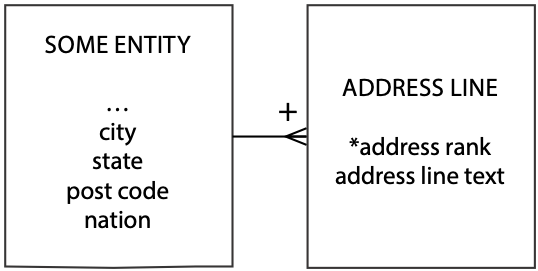 SOME ENTITY
...
city
state
post code
nation
+
ADDRESS LINE
*address rank
address line text